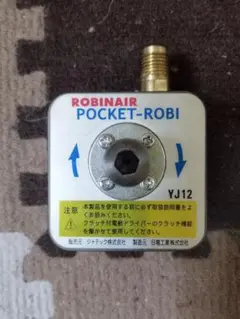 ROBINAIR
POCKET-ROBI
YJ12
注意
本製品を使用する前に必ず取扱説明書をよくお読みください。
クラッチ付電動ドライバーのクラッチ機能を働かせて使用してください。
販売元 ジャテック株式会社 製造元 日電工業株式会社